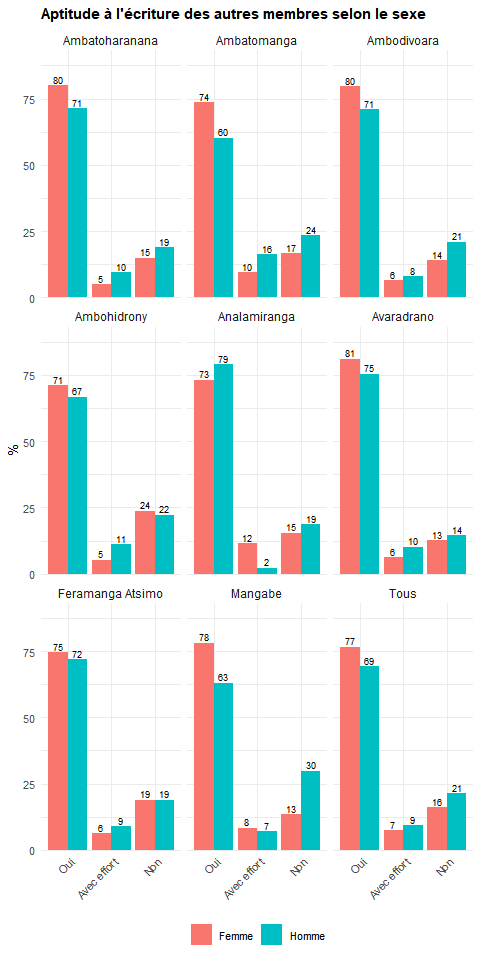 Aptitude à l'écriture des autres membres selon le sexe
Ambatoharanana Ambatomanga Ambodivoara
80 71 5 10 15 19
74 60 10 16 17 24
80 71 6 8 14 21
75
50
25
0
Ambohidrony Analamiranga Avaradrano
71 67 5 11 24 22
73 79 12 2 15 19
81 75 6 10 13 14
75
50
25
0
%
Feramanga Atsimo Mangabe Tous
75 72 6 9 19 19
78 63 8 7 13 30
77 69 7 9 16 21
75
50
25
0
Oui Avec effort Non Oui Avec effort Non Oui Avec effort Non
Femme Homme